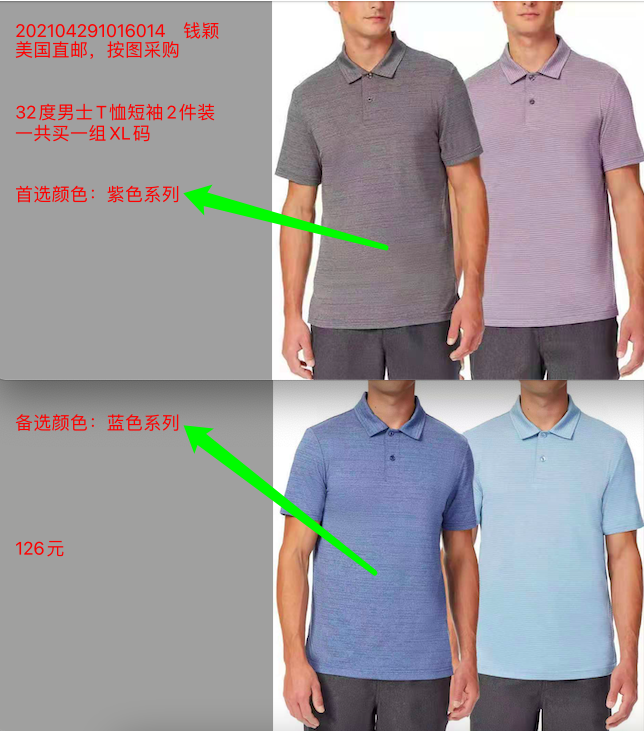 202104291016014 钱颖
美国直邮，按图采购
32度男士T恤短袖2件装
一共买一组XL码
首选颜色：紫色系列
备选颜色：蓝色系列
126元